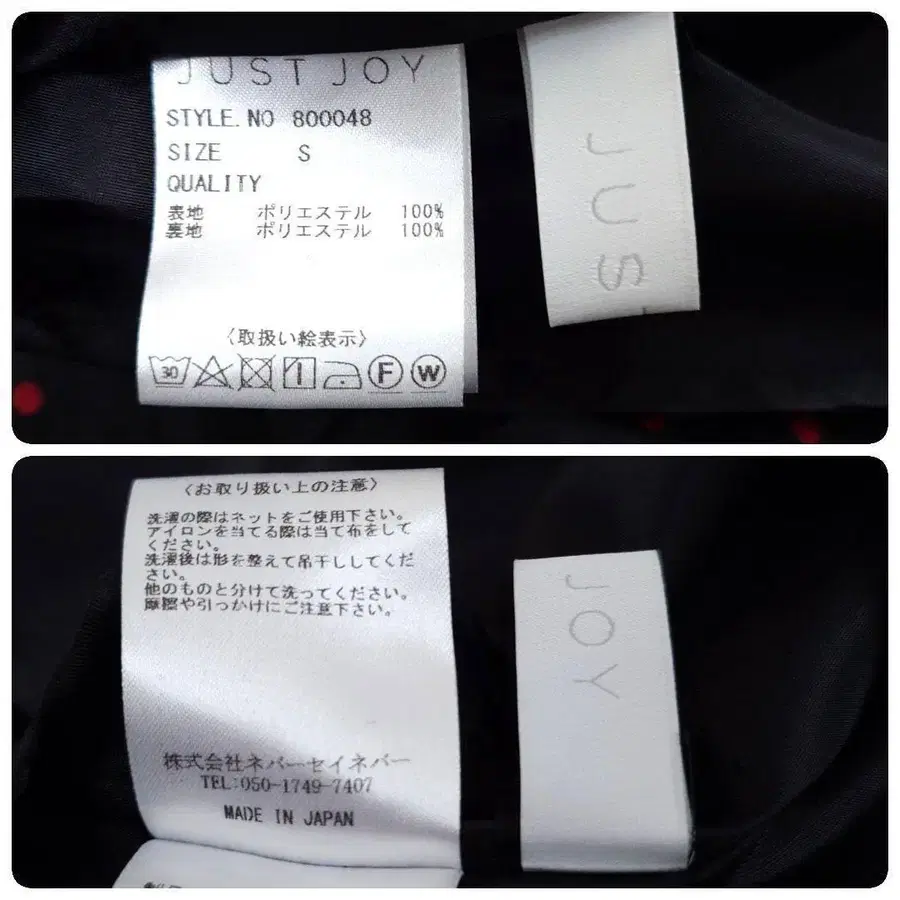 JUST JOY
STYLE.NO 800048
SIZE S
QUALITY
表地 ポリエステル 100%
裏地 ポリエステル 100%
〈取扱い絵表示〉
30 F W
JUS
〈お取り扱い上の注意〉
洗濯の際はネットをご使用下さい。
アイロンを当てる際は当て布をして
ください。
洗濯後は形を整えて吊干ししてくだ
さい。
他のものと分けて洗ってください。
摩擦や引っかけにご注意下さい。
株式会社ネバーセイネバー
TEL:050-1749-7407
MADE IN JAPAN
JOY